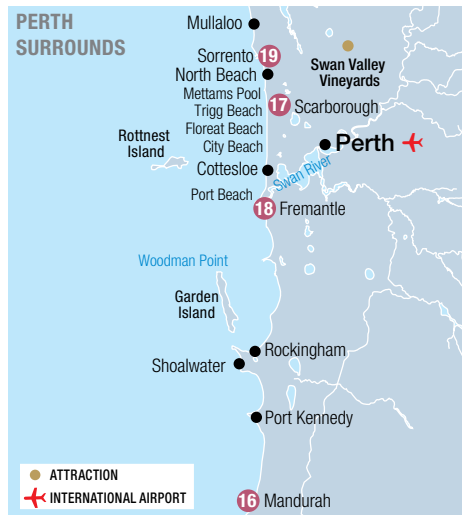 PERTH
SURROUNDS
Mullaloo
Sorrento 19
North Beach
Swan Valley
Vineyards
Mettams Pool
17 Scarborough
Trigg Beach
Floreat Beach
City Beach
Rottnest
Island
Perth
Cottesloe
Swan River
Port Beach
18 Fremantle
Woodman Point
Garden
Island
Rockingham
Shoalwater
Port Kennedy
ATTRACTION
INTERNATIONAL AIRPORT
16 Mandurah